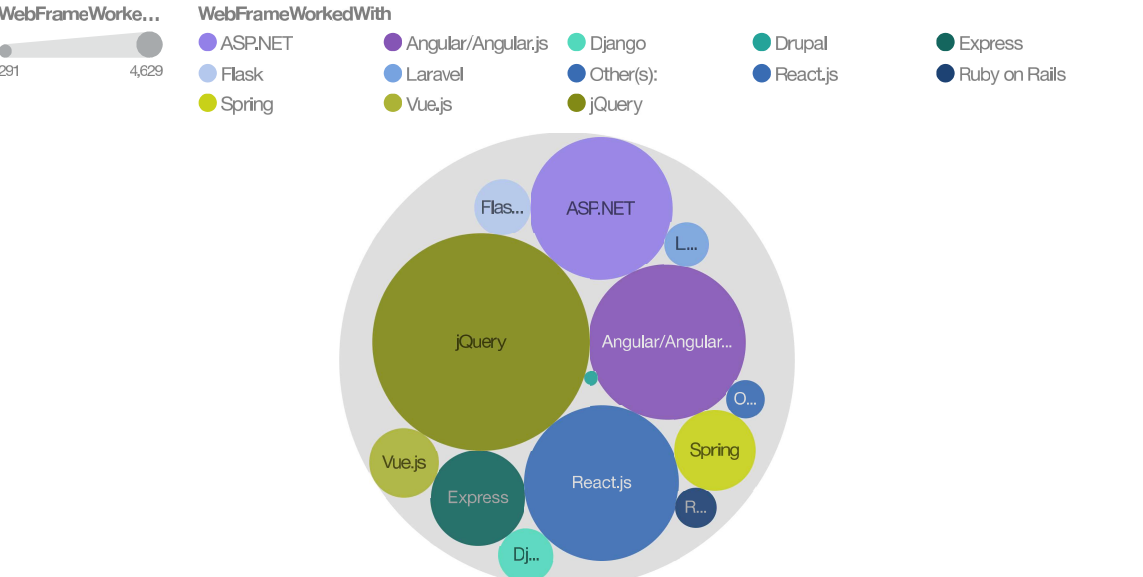 WebFrameWorke...
WebFrameWorkedWith
291
4,629
ASP.NET
Angular/Angular.js
Django
Drupal
Express
Flask
Laravel
Other(s):
React.js
Ruby on Rails
Spring
Vue.js
jQuery
Flas...
ASP.NET
L...
jQuery
Angular/Angular...
O...
Spring
Vue.js
Express
React.js
R...
Dj...